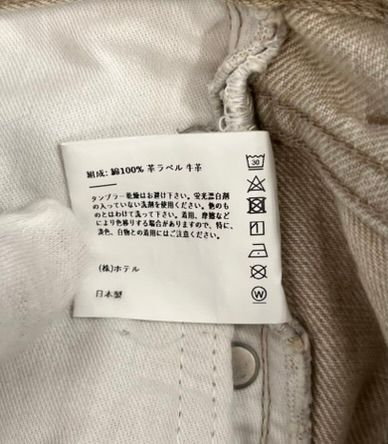 組成: 綿100% 革ラベル 牛革
タンブラー乾燥はお避け下さい。蛍光漂白剤
の入っていない洗剤を使用ください。他のも
のとはわけて洗って下さい。着用、摩擦など
により色移りする場合がありますので、特に、
淡色、白物との着用にはご注意ください。
(株)ホテル
日本製
30
W